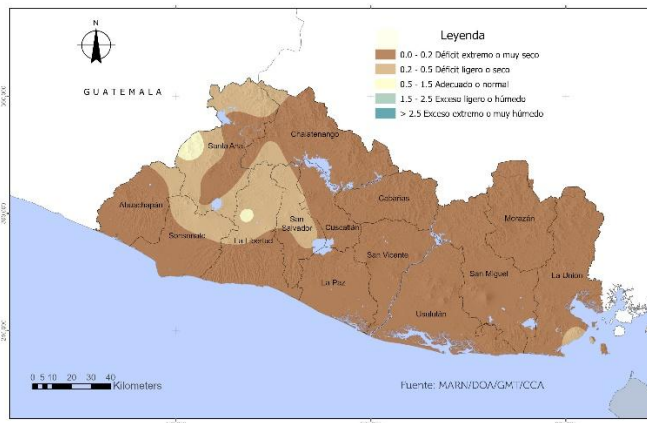 N
GUATEMALA
Leyenda
0.0 - 0.2 Déficit extremo o muy seco
0.2 - 0.5 Déficit ligero o seco
0.5 - 1.5 Adecuado o normal
1.5 - 2.5 Exceso ligero o húmedo
> 2.5 Exceso extremo o muy húmedo
Chalatenango
Santa Ana
Ahuachapán
Sonsonate
La Libertad
San Salvador
Cuscatlán
Cabañas
Morazán
San Vicente
La Paz
San Miguel
La Unión
Usulután
0 5 10 20 30 40
Kilometers
Fuente: MARN/DOA/GMT/CCA